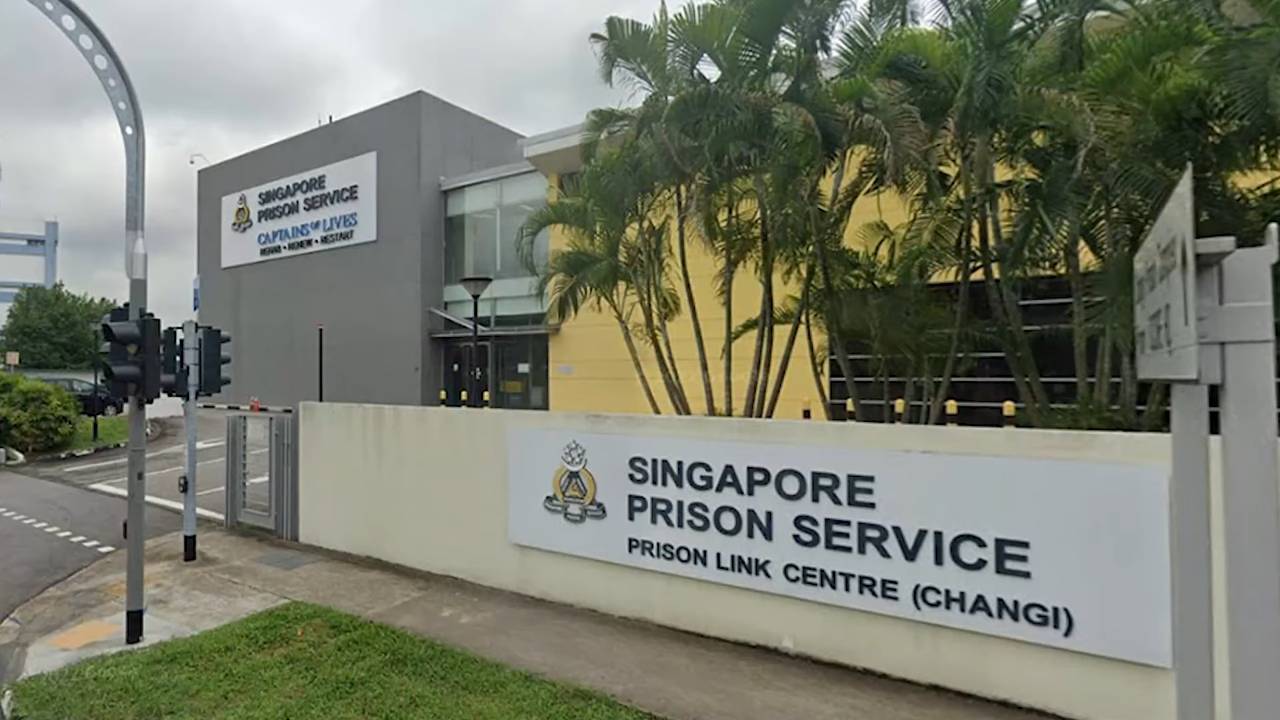 SINGAPORE
PRISON SERVICE
CAPTAINS OF LIVES
REHAB • RENEW • RESTART
SINGAPORE
PRISON SERVICE
PRISON LINK CENTRE (CHANGI)